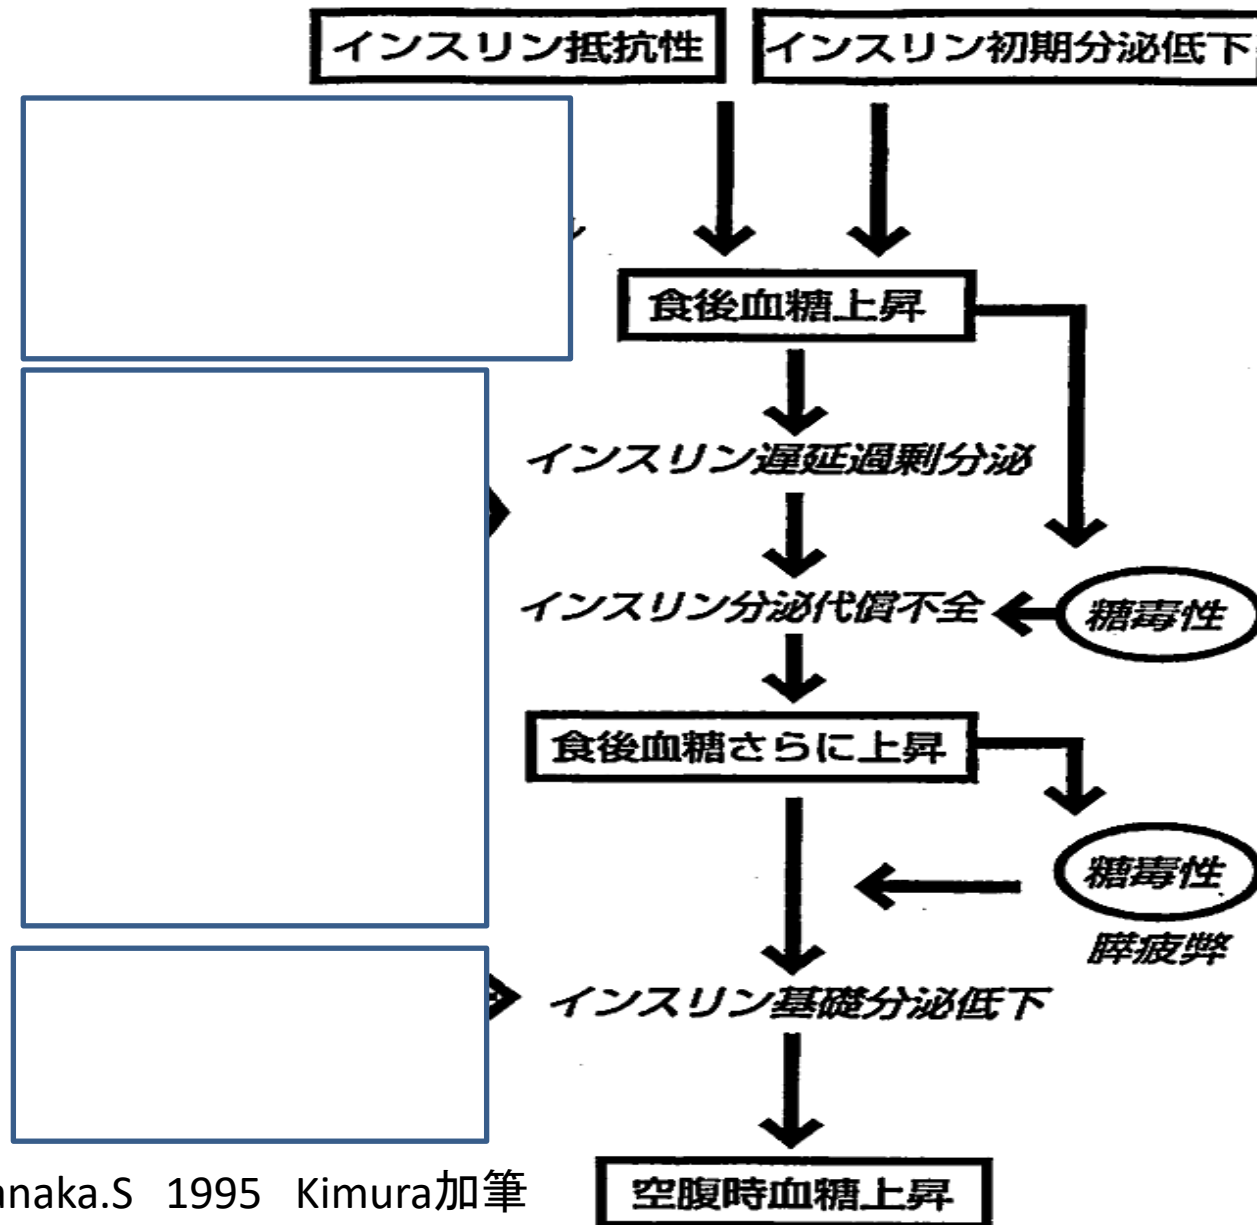 インスリン抵抗性
インスリン初期分泌低下
食後血糖上昇
インスリン遅延過剰分泌
インスリン分泌代償不全
糖毒性
食後血糖さらに上昇
糖毒性
膵疲弊
インスリン基礎分泌低下
anaka.S 1995 Kimura加筆
空腹時血糖上昇